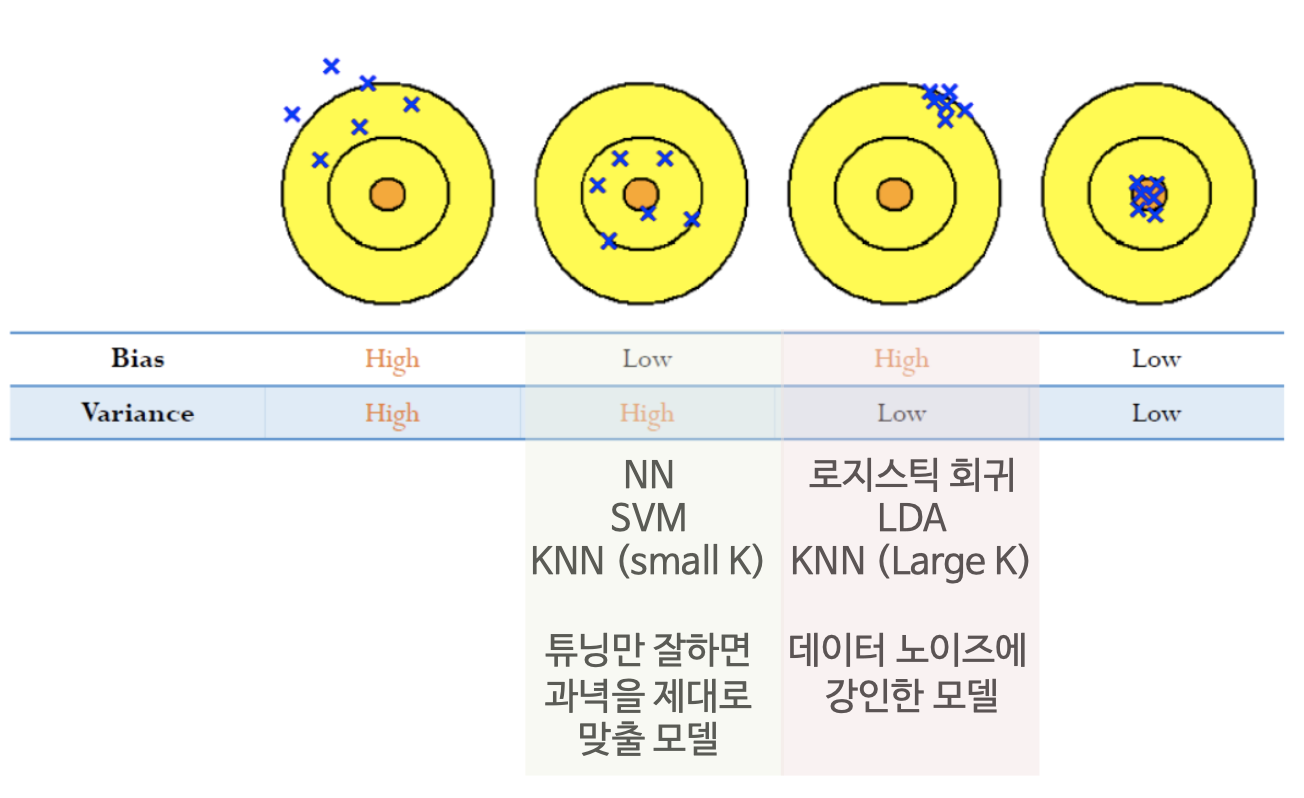 Bias High Low High Low
Variance High High Low Low
NN
SVM
KNN (small K)
튜닝만 잘하면
과녁을 제대로
맞출 모델
로지스틱 회귀
LDA
KNN (Large K)
데이터 노이즈에
강인한 모델